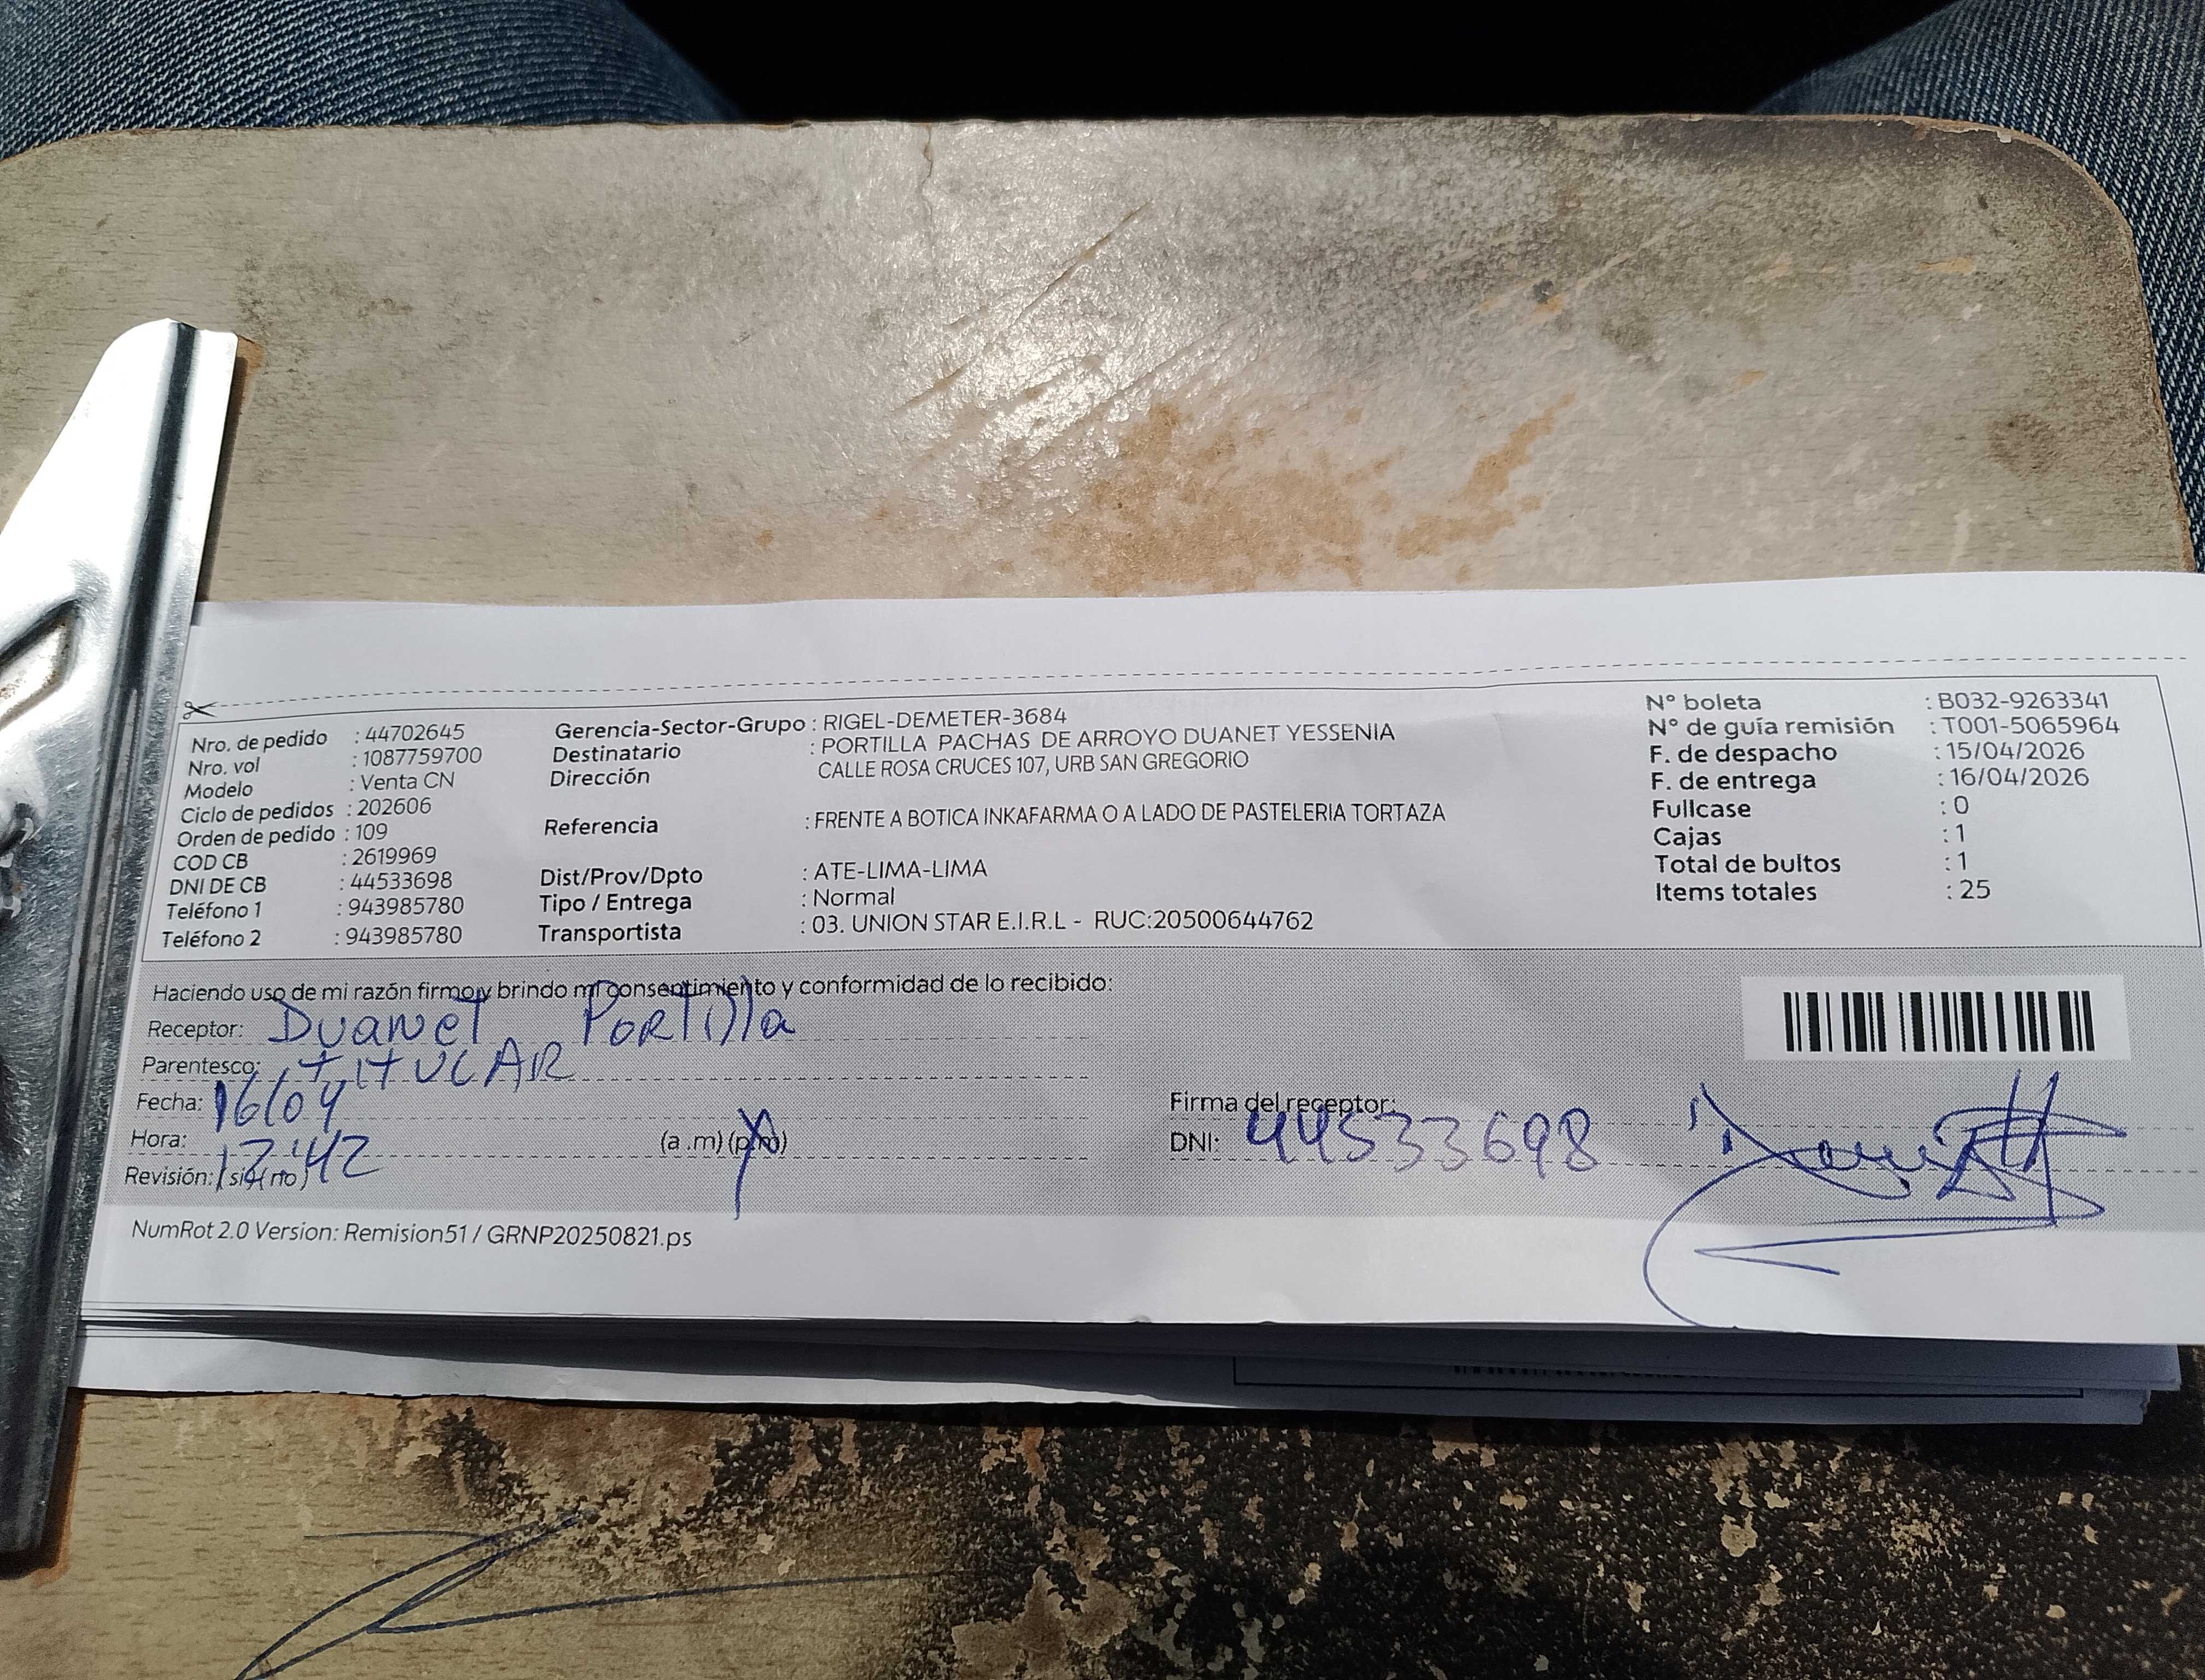 Nro. de pedido : 44702645
Nro. vol : 1087759700
Modelo : Venta CN
Ciclo de pedidos : 202606
Orden de pedido : 109
COD CB : 2619969
DNI DE CB : 44533698
Teléfono 1 : 943985780
Teléfono 2 : 943985780
Gerencia-Sector-Grupo : RIGEL-DEMETER-3684
Destinatario : PORTILLA PACHAS DE ARROYO DUANET YESSENIA
Dirección CALLE ROSA CRUCES 107, URB SAN GREGORIO
Referencia : FRENTE A BOTICA INKAFARMA O A LADO DE PASTELERIA TORTAZA
Dist/Prov/Dpto : ATE-LIMA-LIMA
Tipo / Entrega : Normal
Transportista : 03. UNION STAR E.I.R.L - RUC:20500644762
N° boleta : B032-9263341
N° de guía remisión : T001-5065964
F. de despacho : 15/04/2026
F. de entrega : 16/04/2026
Fullcase : 0
Cajas : 1
Total de bultos : 1
Items totales : 25
Haciendo uso de mi razón firmo y brindo mi consentimiento y conformidad de lo recibido:
Receptor: Duanet Portilla
Parentesco: TITULAR
Fecha: 16/04
Hora: 12:42 (a .m) (p.m)
Revisión: ( si ) ( no )
Firma del receptor:
DNI: 44533698
NumRot 2.0 Version: Remision51 / GRNP20250821.ps